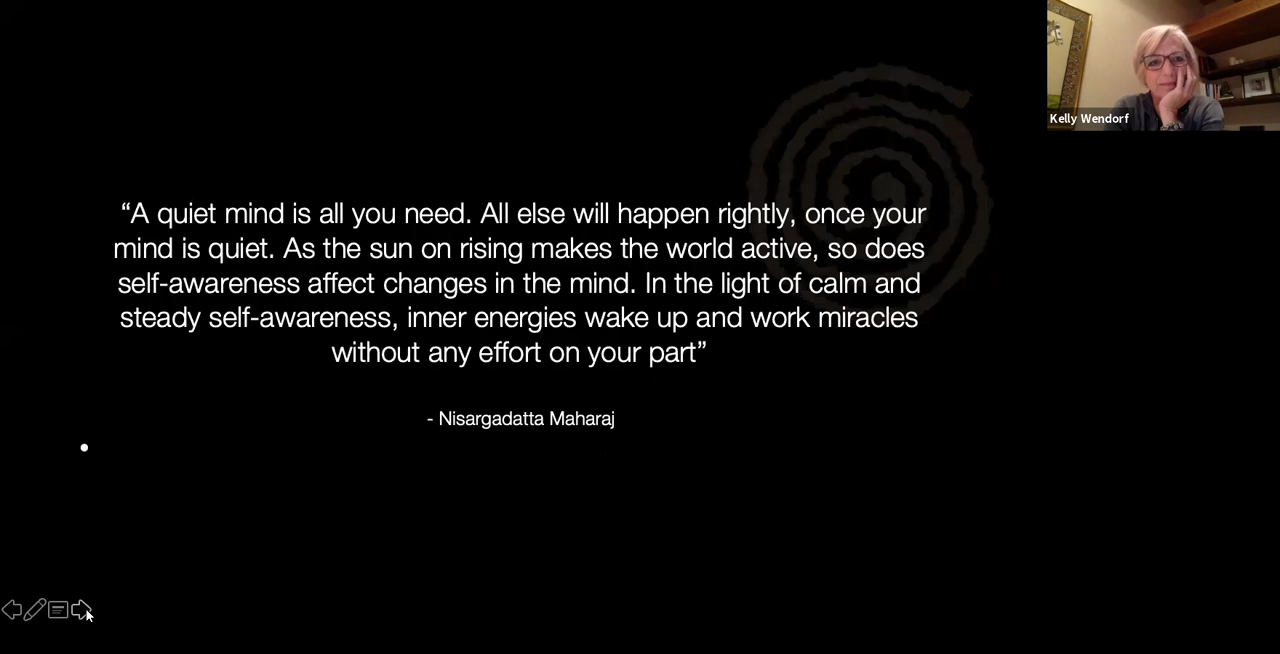 Kelly Wendorf
“A quiet mind is all you need. All else will happen rightly, once your
mind is quiet. As the sun on rising makes the world active, so does
self-awareness affect changes in the mind. In the light of calm and
steady self-awareness, inner energies wake up and work miracles
without any effort on your part”
- Nisargadatta Maharaj